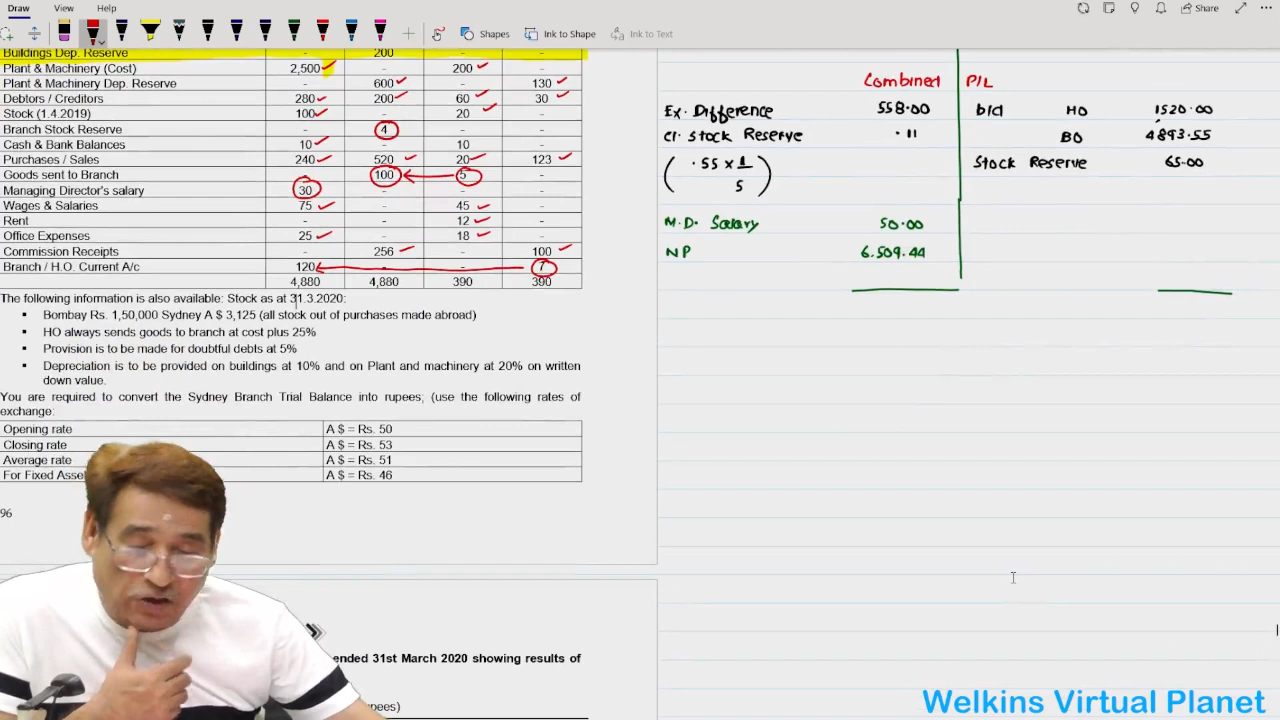 Draw View Help
Shapes Ink to Shape Ink to Text Share
Buildings Dep. Reserve - 200 - -
Plant & Machinery (Cost) 2,500 - 200 -
Plant & Machinery Dep. Reserve - 600 - 130
Debtors / Creditors 280 200 60 30
Stock (1.4.2019) 100 - 20 -
Branch Stock Reserve - 4 - -
Cash & Bank Balances 10 - 10 -
Purchases / Sales 240 520 20 123
Goods sent to Branch - 100 5 -
Managing Director's salary 30 - - -
Wages & Salaries 75 - 45 -
Rent - - 12 -
Office Expenses 25 - 18 -
Commission Receipts - 256 - 100
Branch / H.O. Current A/c 120 - - 7
4,880 4,880 390 390
The following information is also available: Stock as at 31.3.2020:
▪ Bombay Rs. 1,50,000 Sydney A $ 3,125 (all stock out of purchases made abroad)
▪ HO always sends goods to branch at cost plus 25%
▪ Provision is to be made for doubtful debts at 5%
▪ Depreciation is to be provided on buildings at 10% and on Plant and machinery at 20% on written
down value.
You are required to convert the Sydney Branch Trial Balance into rupees; (use the following rates of
exchange:
Opening rate A $ = Rs. 50
Closing rate A $ = Rs. 53
Average rate A $ = Rs. 51
For Fixed Asse A $ = Rs. 46
96
ended 31st March 2020 showing results of
pees)
Combined P/L
Ex. Difference 558.00 b/d HO 1520.00
Cl. Stock Reserve .11 BO 4893.55
(.55 x 1/5) Stock Reserve 65.00
M.D. Salary 50.00
NP 6.509.44
Welkins Virtual Planet